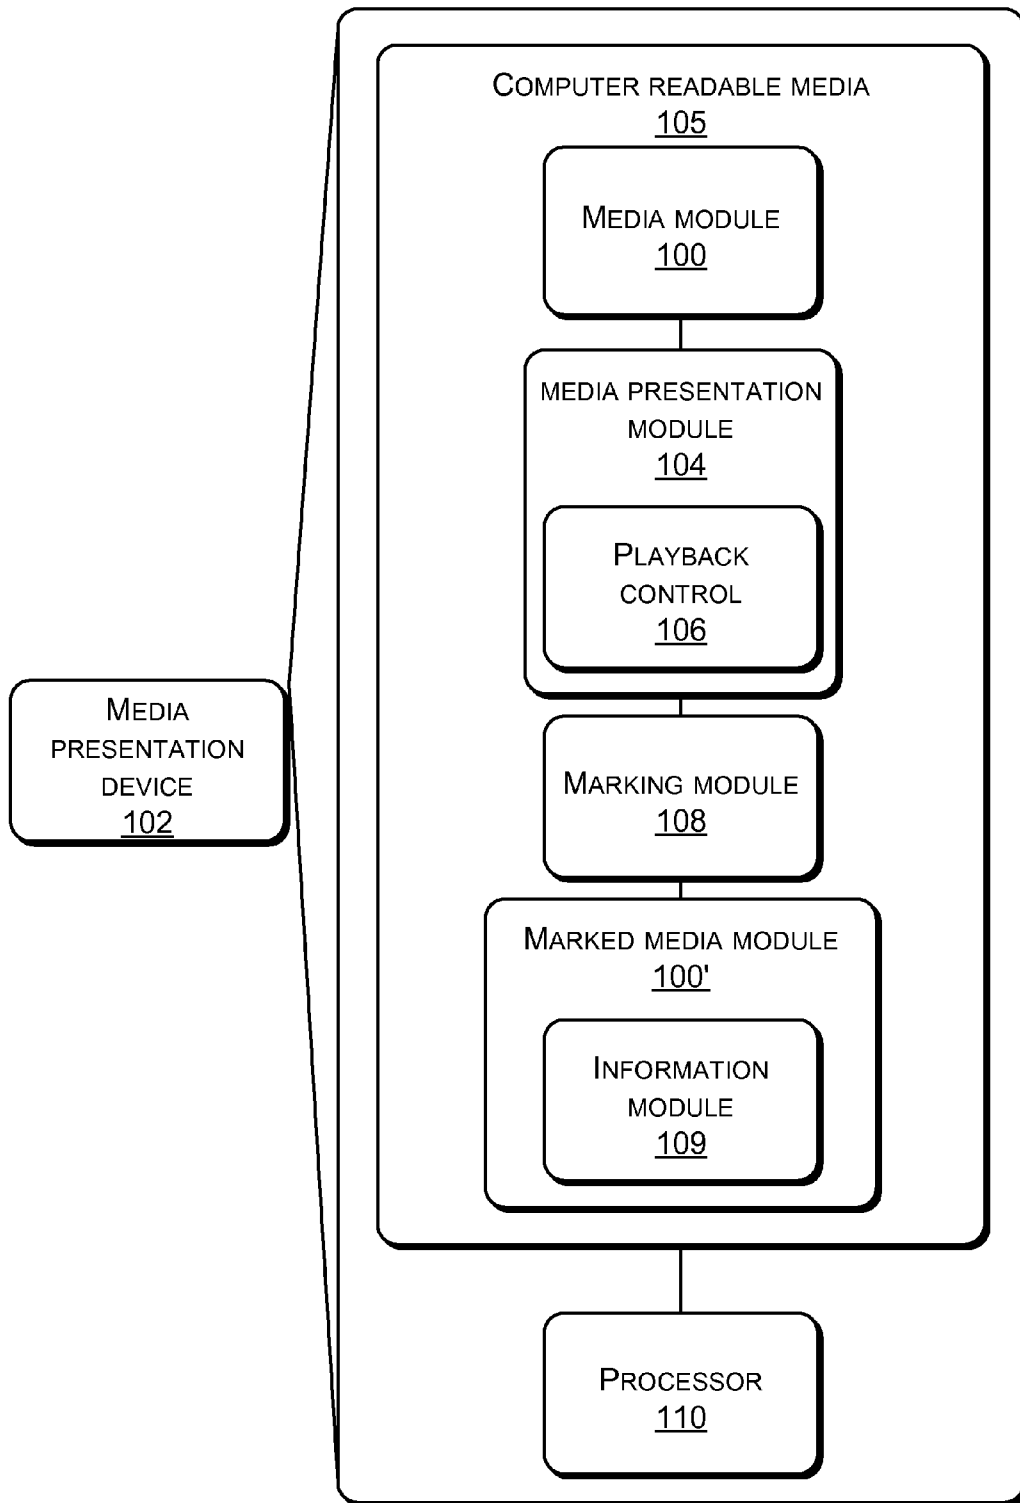 COMPUTER READABLE MEDIA
105
MEDIA MODULE
100
MEDIA PRESENTATION
MODULE
104
PLAYBACK
CONTROL
106
MEDIA
PRESENTATION
DEVICE
102
MARKING MODULE
108
MARKED MEDIA MODULE
100'
INFORMATION
MODULE
109
PROCESSOR
110